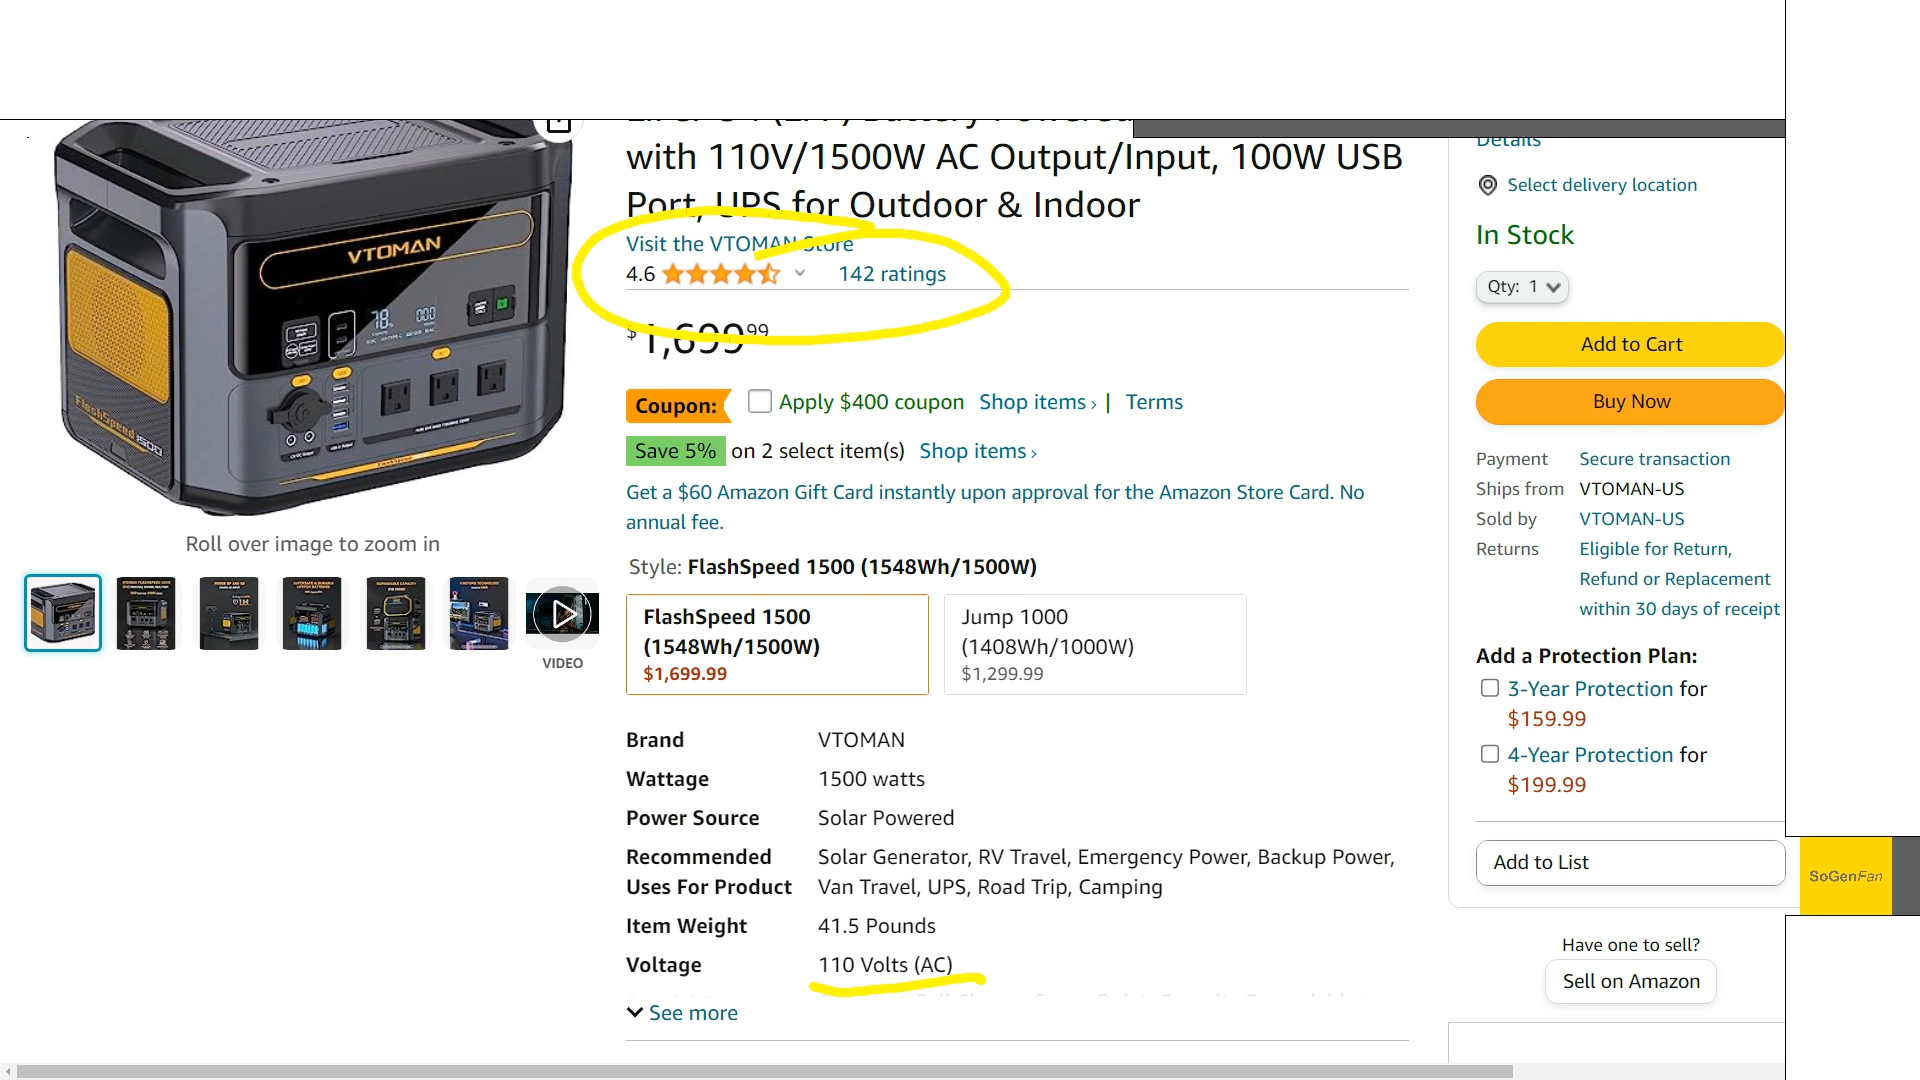 with 110V/1500W AC Output/Input, 100W USB
Port, UPS for Outdoor & Indoor
Visit the VTOMAN Store
4.6
142 ratings
$1,699.99
Coupon: Apply $400 coupon Shop items › | Terms
Save 5% on 2 select item(s) Shop items ›
Get a $60 Amazon Gift Card instantly upon approval for the Amazon Store Card. No
annual fee.
Style: FlashSpeed 1500 (1548Wh/1500W)
FlashSpeed 1500
(1548Wh/1500W)
$1,699.99
Jump 1000
(1408Wh/1000W)
$1,299.99
Brand VTOMAN
Wattage 1500 watts
Power Source Solar Powered
Recommended Uses For Product Solar Generator, RV Travel, Emergency Power, Backup Power,
Van Travel, UPS, Road Trip, Camping
Item Weight 41.5 Pounds
Voltage 110 Volts (AC)
See more
VTOMAN
78%
000
FlashSpeed 1500
Roll over image to zoom in
VIDEO
Details
Select delivery location
In Stock
Qty: 1
Add to Cart
Buy Now
Payment Secure transaction
Ships from VTOMAN-US
Sold by VTOMAN-US
Returns Eligible for Return,
Refund or Replacement
within 30 days of receipt
Add a Protection Plan:
3-Year Protection for
$159.99
4-Year Protection for
$199.99
Add to List
Have one to sell?
Sell on Amazon
SoGenFan